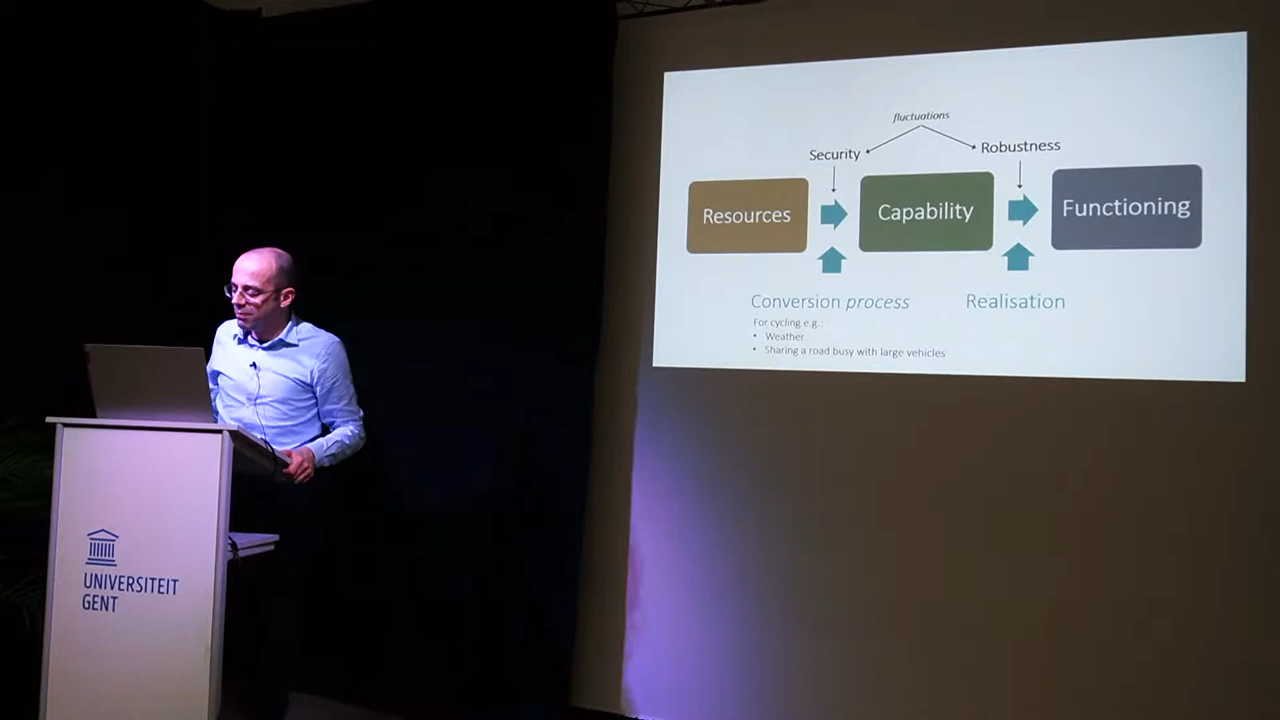 fluctuations
Security
Robustness
Resources
Capability
Functioning
Conversion process
Realisation
For cycling e.g.:
• Weather
• Sharing a road busy with large vehicles
UNIVERSITEIT
GENT